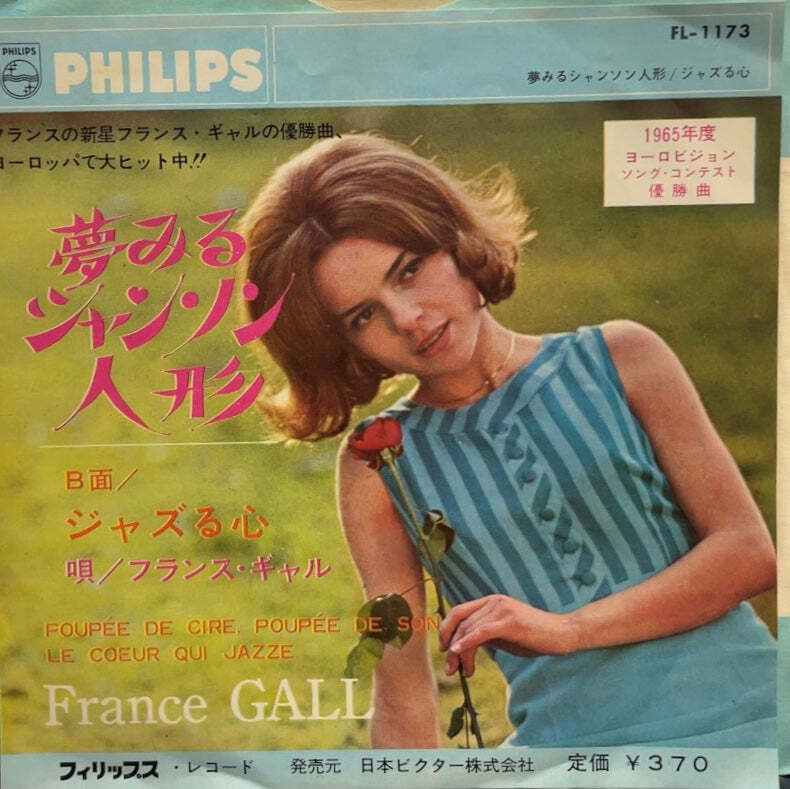 PHILIPS
PHILIPS
FL-1173
夢みるシャンソン人形/ジャズる心
フランスの新星フランス・ギャルの優勝曲、
ヨーロッパで大ヒット中!!
1965年度
ヨーロビジョン
ソング・コンテスト
優勝曲
夢みる
シャンソン
人形
B面/
ジャズる心
唄/フランス・ギャル
POUPÉE DE CIRE, POUPÉE DE SON
LE COEUR QUI JAZZE
France GALL
フィリップス・レコード 発売元 日本ビクター株式会社 定価 ¥370